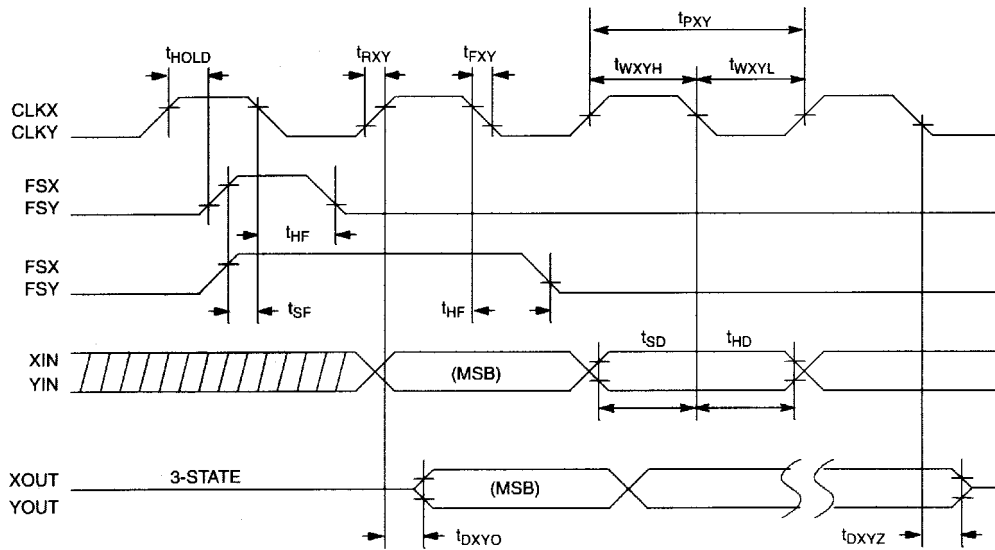 tPXY
tHOLD tRXY tFXY tWXYH tWXYL
CLKX
CLKY
FSX
FSY
tHF
FSX
FSY
tSF tHF
tSD tHD
XIN
YIN
(MSB)
XOUT
YOUT
3-STATE
(MSB)
tDXYO tDXYZ